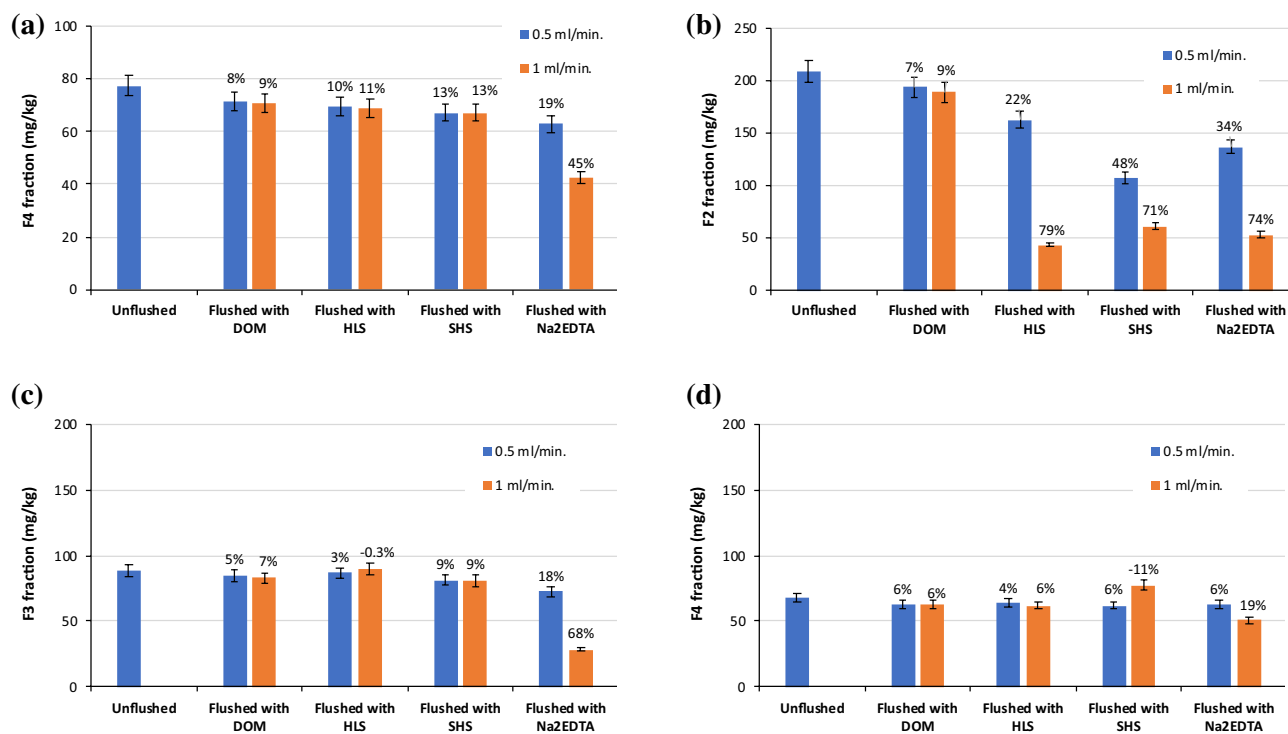 (a)
100
80
60
40
20
0
F4 fraction (mg/kg)
0.5 ml/min.
1 ml/min.
8%
9%
10%
11%
13%
13%
19%
45%
Unflushed
Flushed with
DOM
Flushed with
HLS
Flushed with
SHS
Flushed with
Na2EDTA
(b)
250
200
150
100
50
0
F2 fraction (mg/kg)
0.5 ml/min.
1 ml/min.
7%
9%
22%
79%
48%
71%
34%
74%
Unflushed
Flushed with
DOM
Flushed with
HLS
Flushed with
SHS
Flushed with
Na2EDTA
(c)
200
150
100
50
0
F3 fraction (mg/kg)
0.5 ml/min.
1 ml/min.
5%
7%
3%
-0.3%
9%
9%
18%
68%
Unflushed
Flushed with
DOM
Flushed with
HLS
Flushed with
SHS
Flushed with
Na2EDTA
(d)
200
150
100
50
0
F4 fraction (mg/kg)
0.5 ml/min.
1 ml/min.
6%
6%
4%
6%
6%
-11%
6%
19%
Unflushed
Flushed with
DOM
Flushed with
HLS
Flushed with
SHS
Flushed with
Na2EDTA